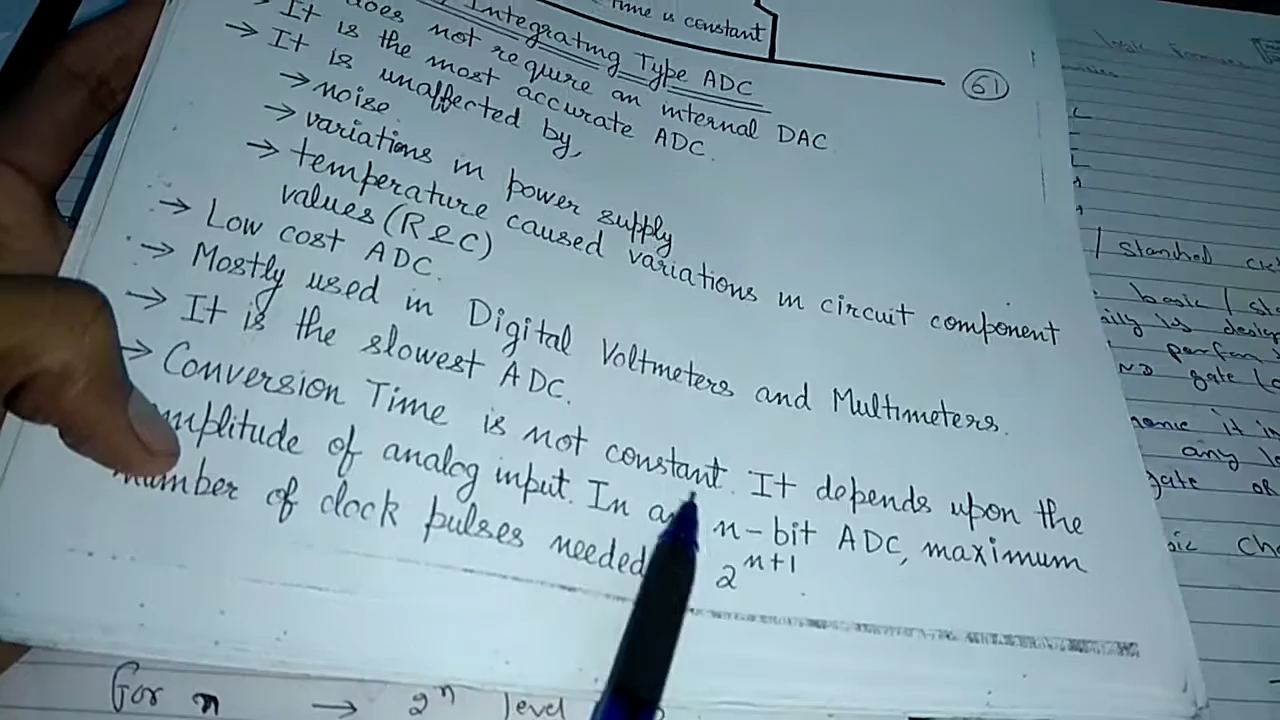 Time is constant
61
Integrating Type ADC
does not require an internal DAC
→ It is the most accurate ADC.
→ It is unaffected by,
→ noise
→ variations in power supply
→ temperature caused variations in circuit component
values (R & C)
→ Low cost ADC.
→ Mostly used in Digital Voltmeters and Multimeters.
→ It is the slowest ADC.
→ Conversion Time is not constant. It depends upon the
amplitude of analog input. In an n-bit ADC, maximum
number of clock pulses needed 2^{n+1}
For n → 2^n level
logic
basic
gate
any
gate or